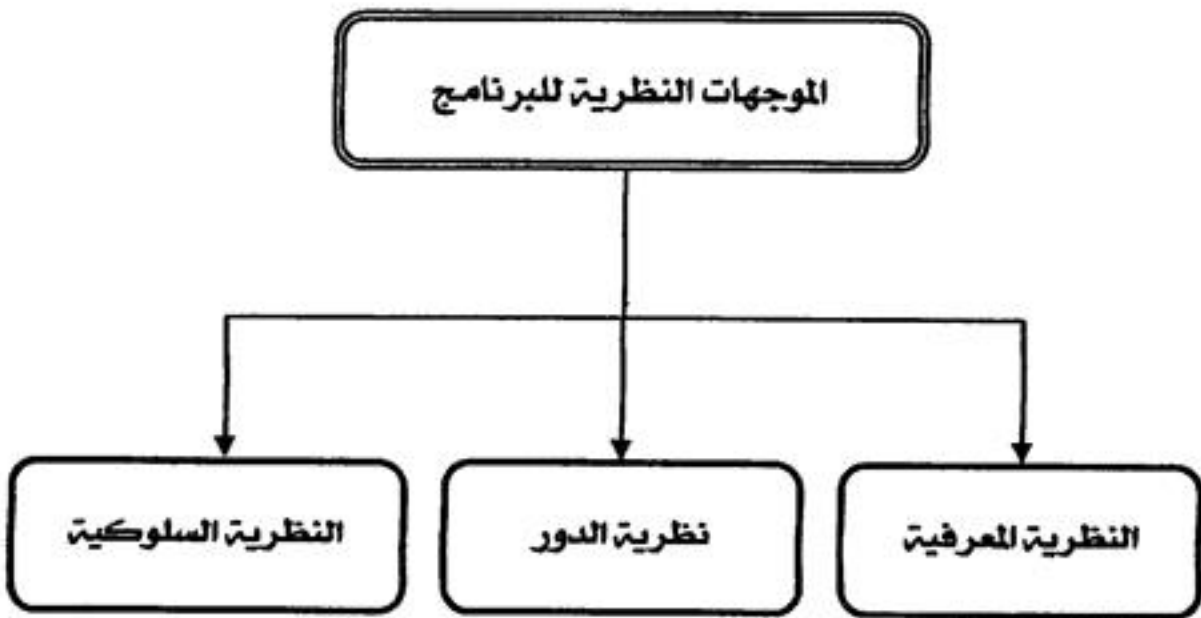 الموجهات النظرية للبرنامج
النظرية المعرفية
نظرية الدور
النظرية السلوكية